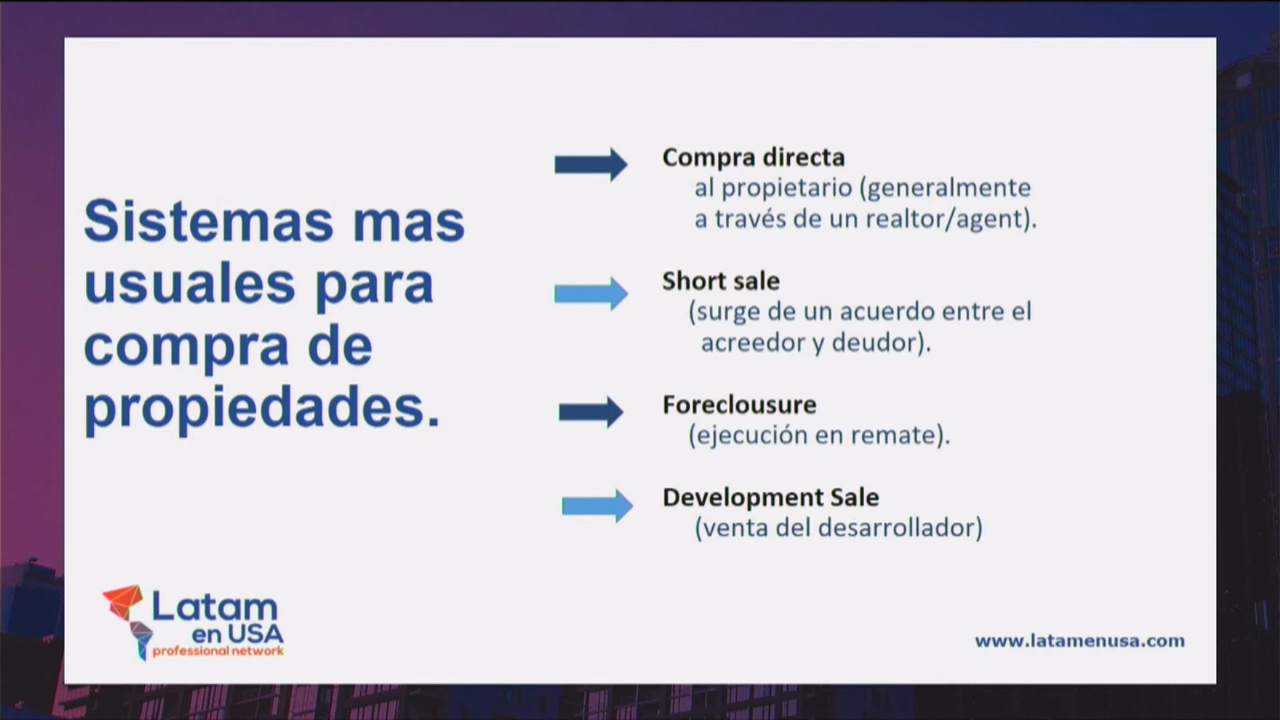 Sistemas mas
usuales para
compra de
propiedades.
Compra directa
al propietario (generalmente
a través de un realtor/agent).
Short sale
(surge de un acuerdo entre el
acreedor y deudor).
Foreclousure
(ejecución en remate).
Development Sale
(venta del desarrollador)
Latam
en USA
professional network
www.latamenusa.com